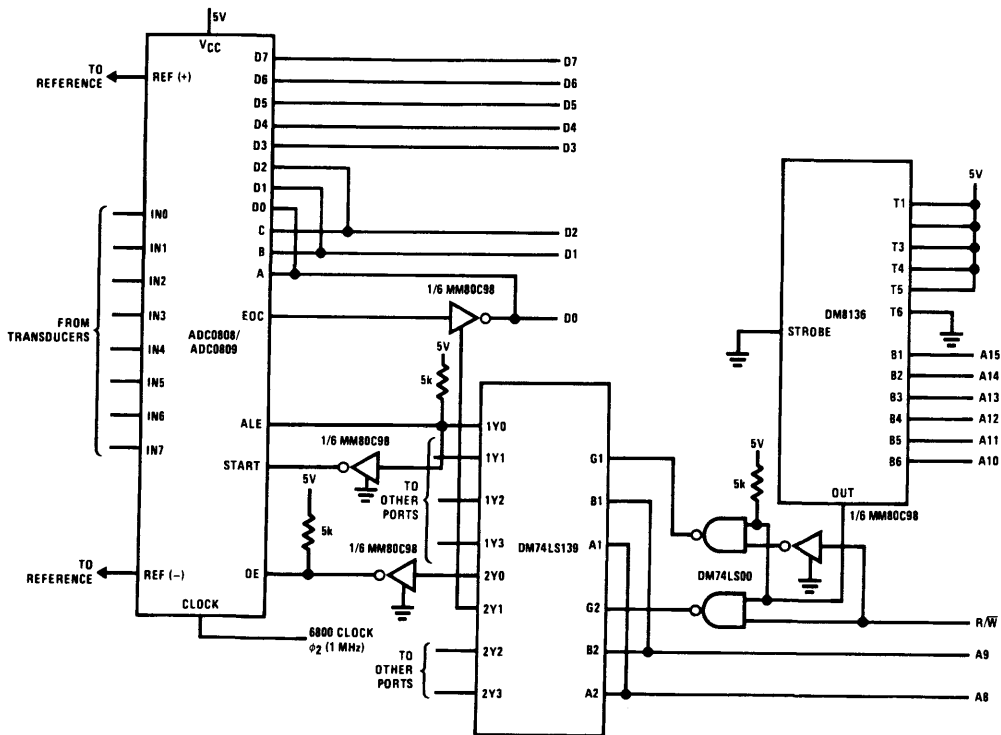 5V
VCC
TO
REFERENCE
REF (+)
D7
D6
D5
D4
D3
D2
D1
D0
C
B
A
EOC
ALE
START
OE
IN0
IN1
IN2
IN3
IN4
IN5
IN6
IN7
FROM
TRANSDUCERS
ADC0808/
ADC0809
TO
REFERENCE
REF (−)
CLOCK
6800 CLOCK
ϕ2 (1 MHz)
D7
D6
D5
D4
D3
D2
D1
1/6 MM80C98
D0
5V
5k
1/6 MM80C98
5V
5k
1/6 MM80C98
TO
OTHER
PORTS
TO
OTHER
PORTS
1Y0
1Y1
1Y2
1Y3
2Y0
2Y1
2Y2
2Y3
DM74LS139
G1
B1
A1
G2
B2
A2
5V
5k
DM74LS00
1/6 MM80C98
5V
T1
T3
T4
T5
T6
DM8136
STROBE
B1
B2
B3
B4
B5
B6
OUT
A15
A14
A13
A12
A11
A10
R/W̅
A9
A8